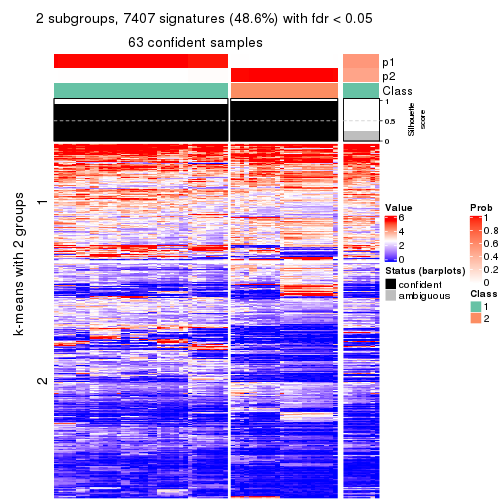 2 subgroups, 7407 signatures (48.6%) with fdr < 0.05
63 confident samples
p1
p2
Class
1
0.5
0
Silhouette
score
k-means with 2 groups
1
2
Value
6
4
2
0
Status (barplots)
confident
ambiguous
Prob
1
0.8
0.6
0.4
0.2
0
Class
1
2